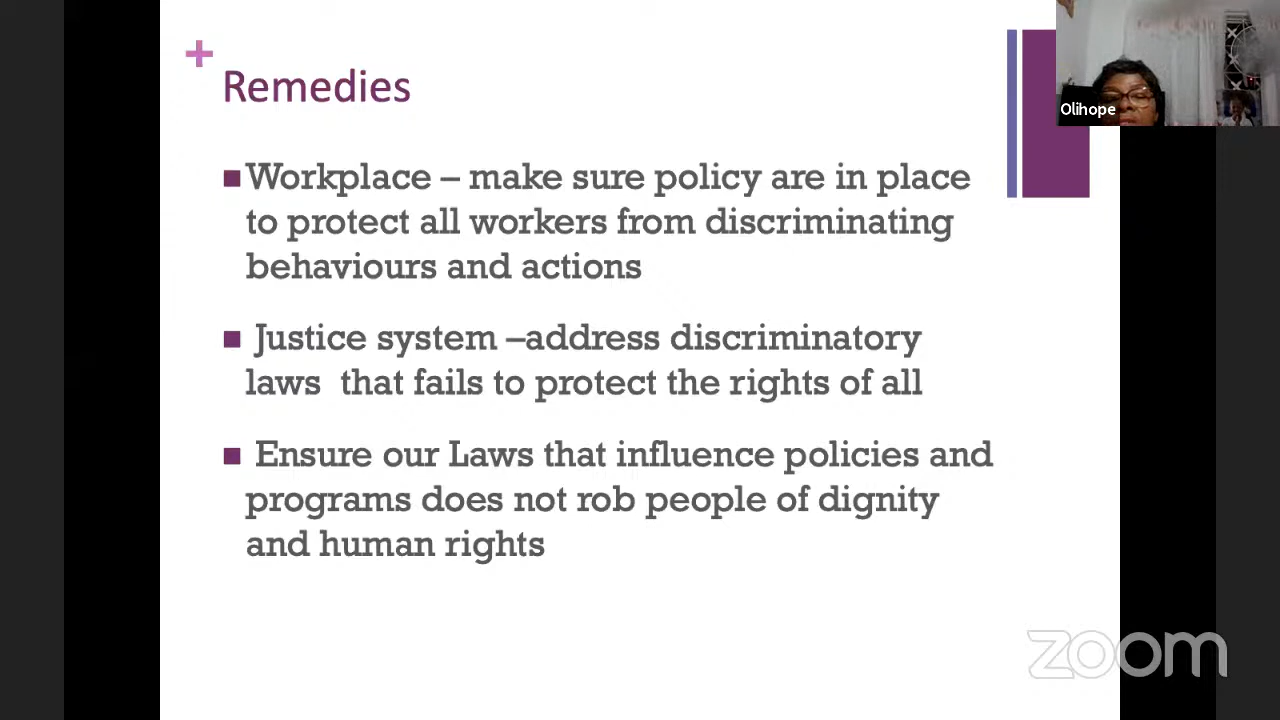 +
Remedies
Olihope
■Workplace – make sure policy are in place
to protect all workers from discriminating
behaviours and actions
■ Justice system –address discriminatory
laws  that fails to protect the rights of all
■ Ensure our Laws that influence policies and
programs does not rob people of dignity
and human rights
zoom